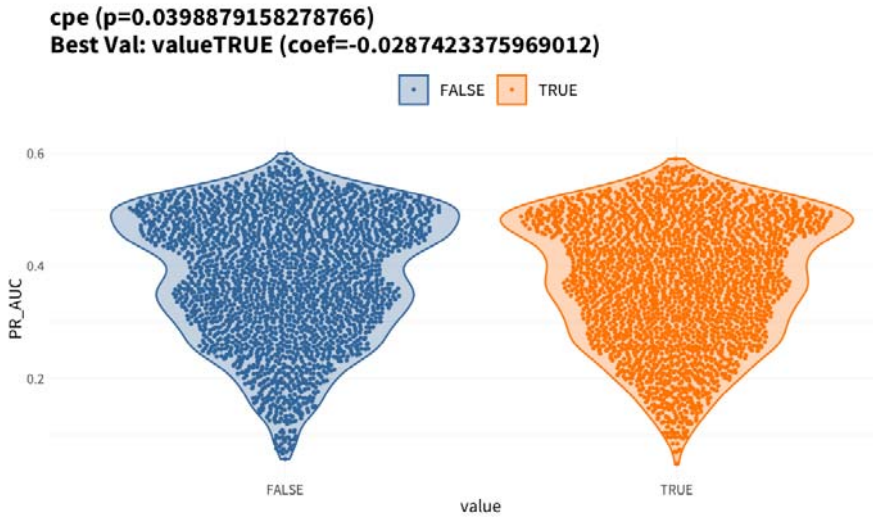 cpe (p=0.0398879158278766)
Best Val: valueTRUE (coef=-0.0287423375969012)
FALSE TRUE
0.6
0.4
0.2
PR_AUC
FALSE TRUE
value